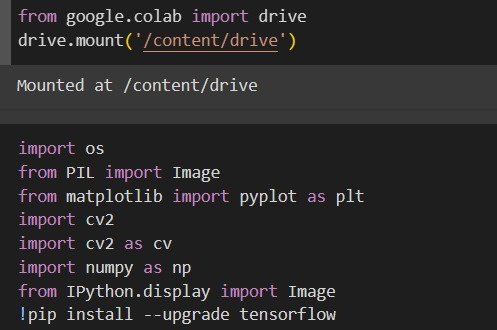 from google.colab import drive
drive.mount('/content/drive')
Mounted at /content/drive
import os
from PIL import Image
from matplotlib import pyplot as plt
import cv2
import cv2 as cv
import numpy as np
from IPython.display import Image
!pip install --upgrade tensorflow